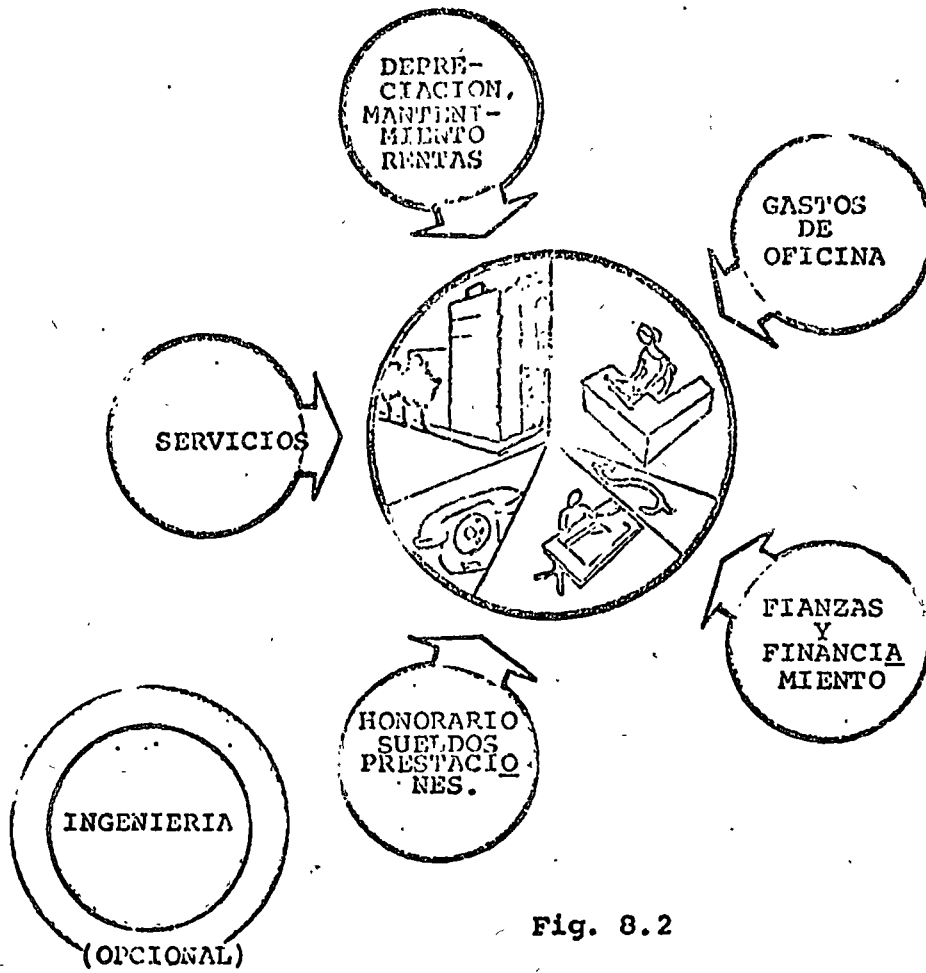 DEPRÉ-
CIACION,
MANTENI-
MIENTO
RENTAS
GASTOS
DE
OFICINA
SERVICIOS
FIANZAS
Y
FINANCIA
MIENTO
HONORARIO
SUELDOS
PRESTACIO
NES.
INGENIERIA
(OPCIONAL)
Fig. 8.2